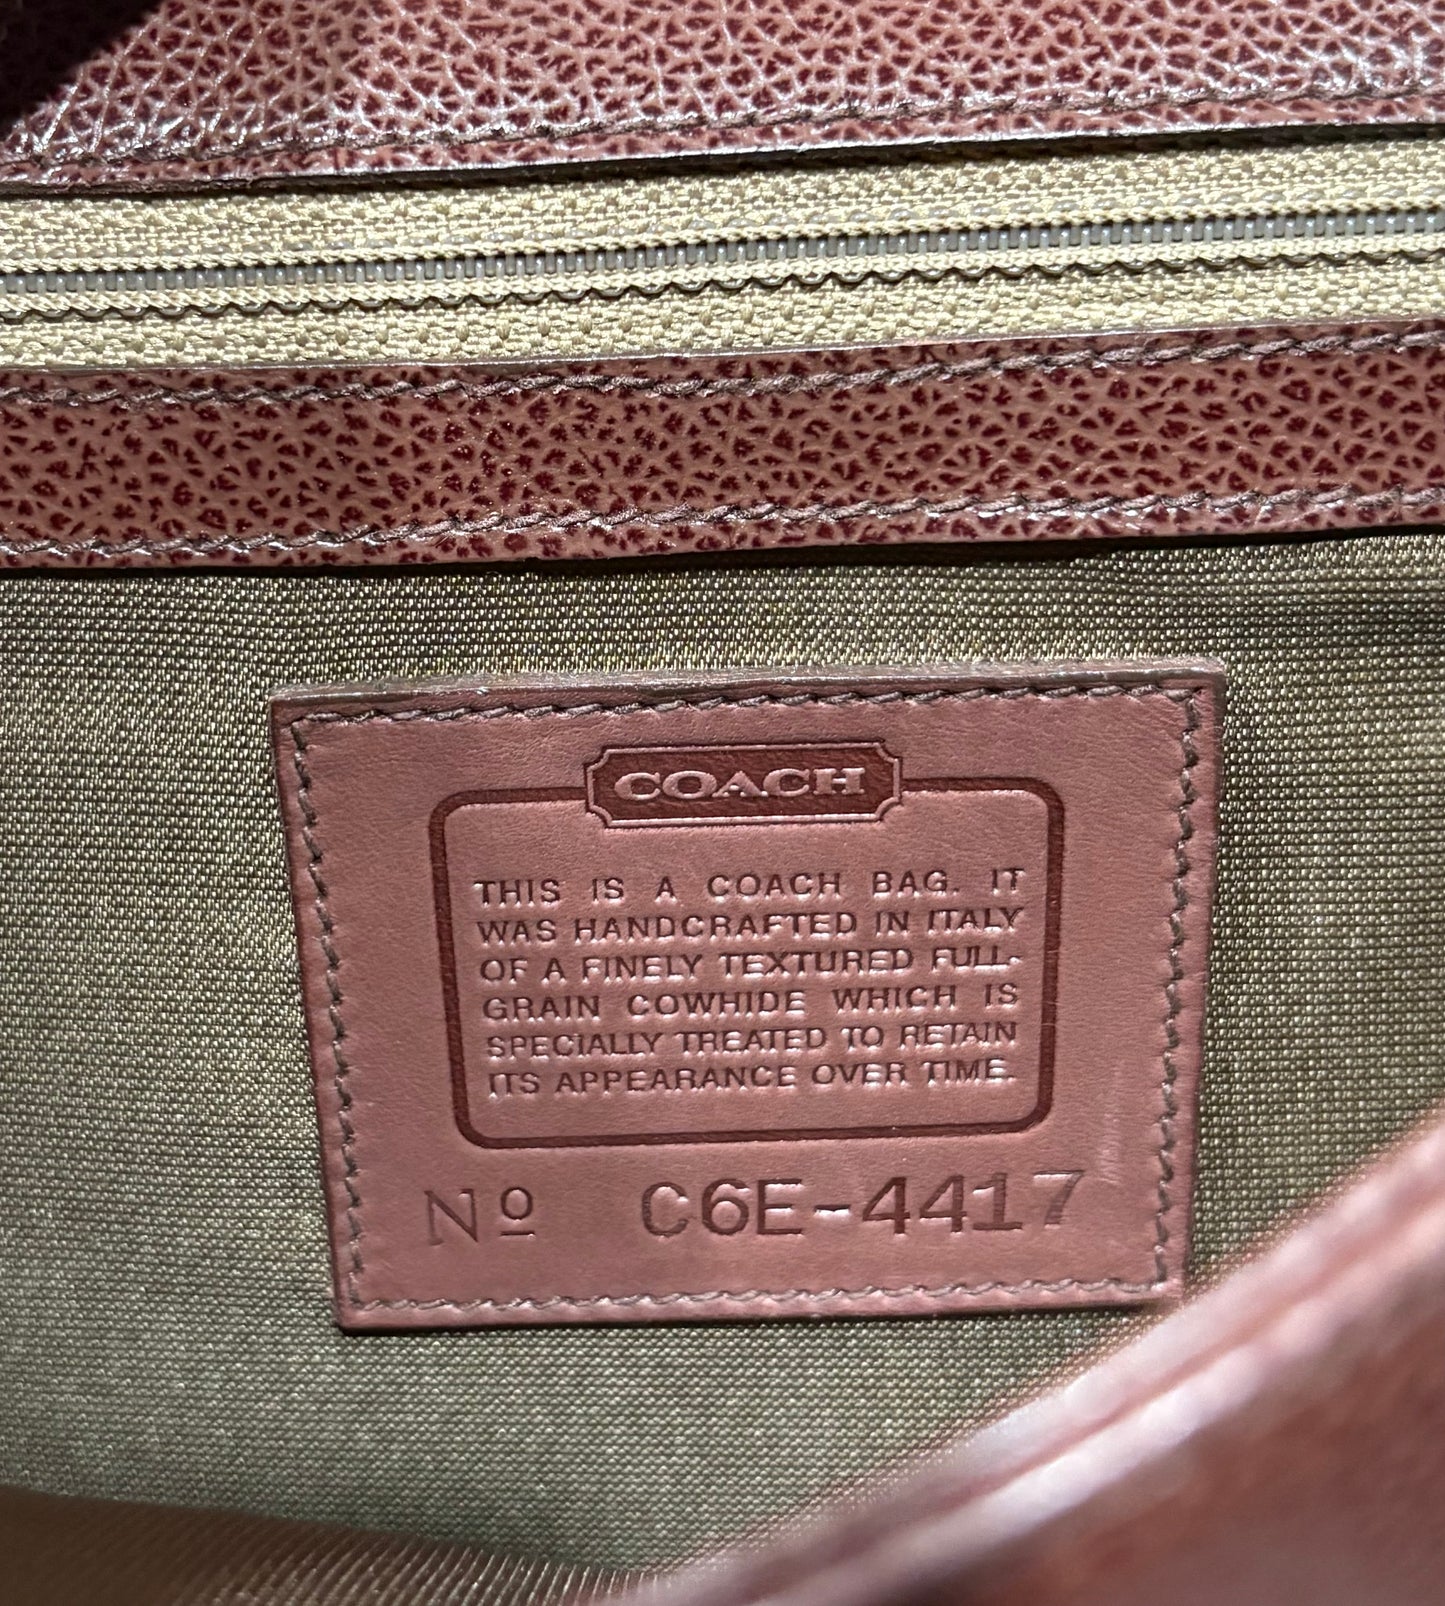 COACH
THIS IS A COACH BAG. IT
WAS HANDCRAFTED IN ITALY
OF A FINELY TEXTURED FULL-
GRAIN COWHIDE WHICH IS
SPECIALLY TREATED TO RETAIN
ITS APPEARANCE OVER TIME.
Nº C6E-4417